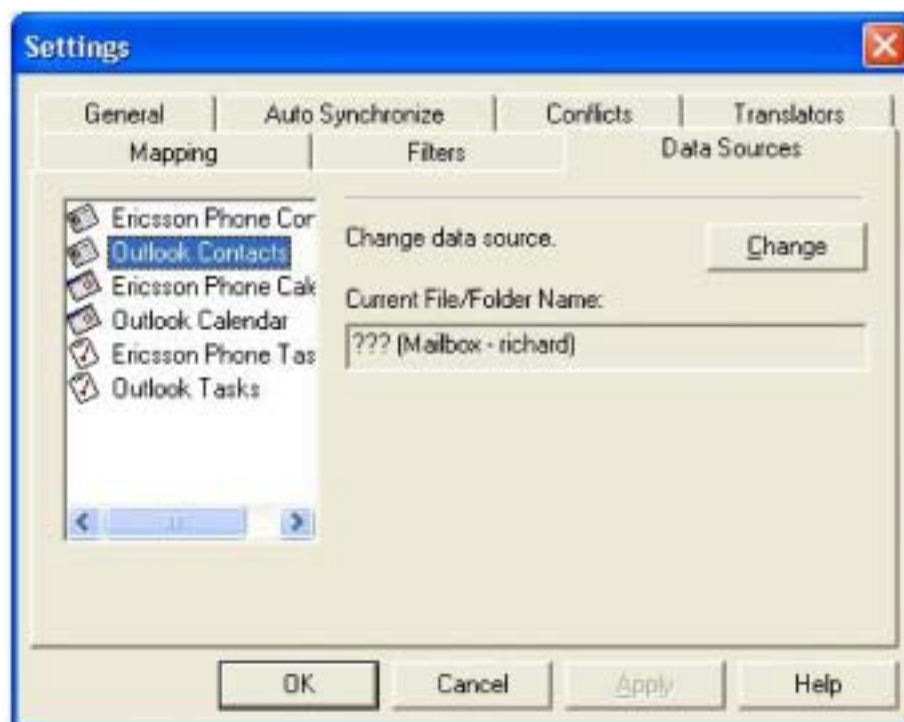 Settings
General Auto Synchronize Conflicts Translators
Mapping Filters Data Sources
Ericsson Phone Cor
Outlook Contacts
Ericsson Phone Cale
Outlook Calendar
Ericsson Phone Tas
Outlook Tasks
Change data source.
Change
Current File/Folder Name:
??? (Mailbox - richard)
OK Cancel Apply Help